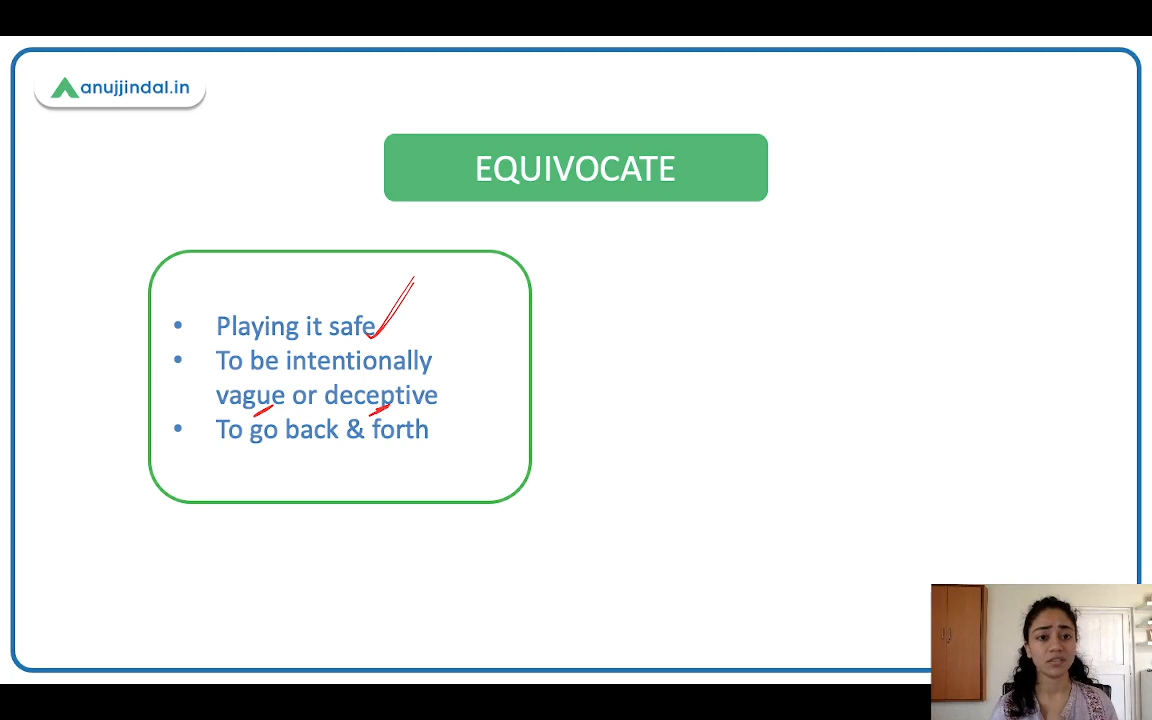 anujjindal.in
EQUIVOCATE
• Playing it safe
• To be intentionally
vague or deceptive
• To go back & forth